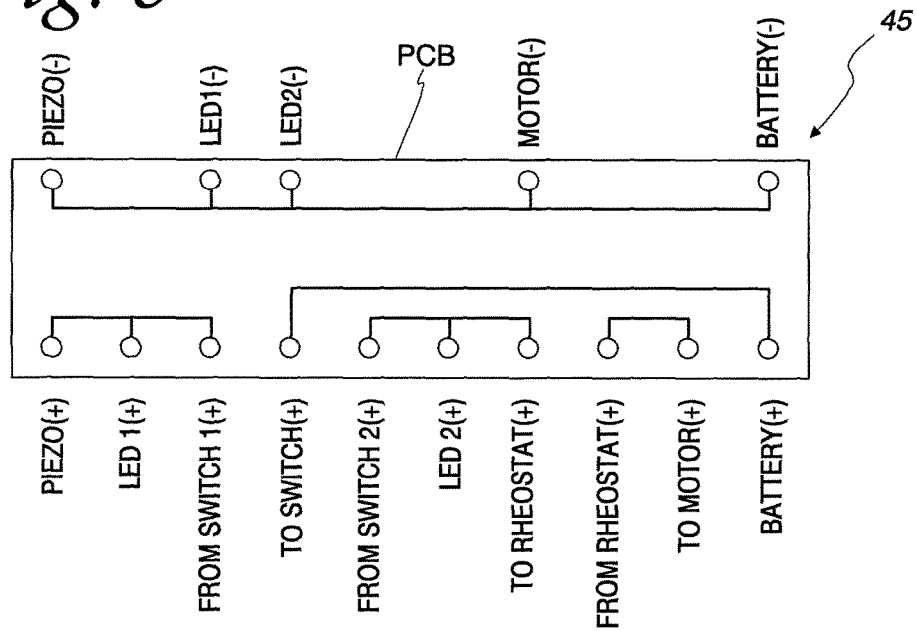 45
PIEZO(-)
LED1(-)
LED2(-)
PCB
MOTOR(-)
BATTERY(-)
PIEZO(+)
LED 1(+)
FROM SWITCH 1(+)
TO SWITCH(+)
FROM SWITCH 2(+)
LED 2(+)
TO RHEOSTAT(+)
FROM RHEOSTAT(+)
TO MOTOR(+)
BATTERY(+)